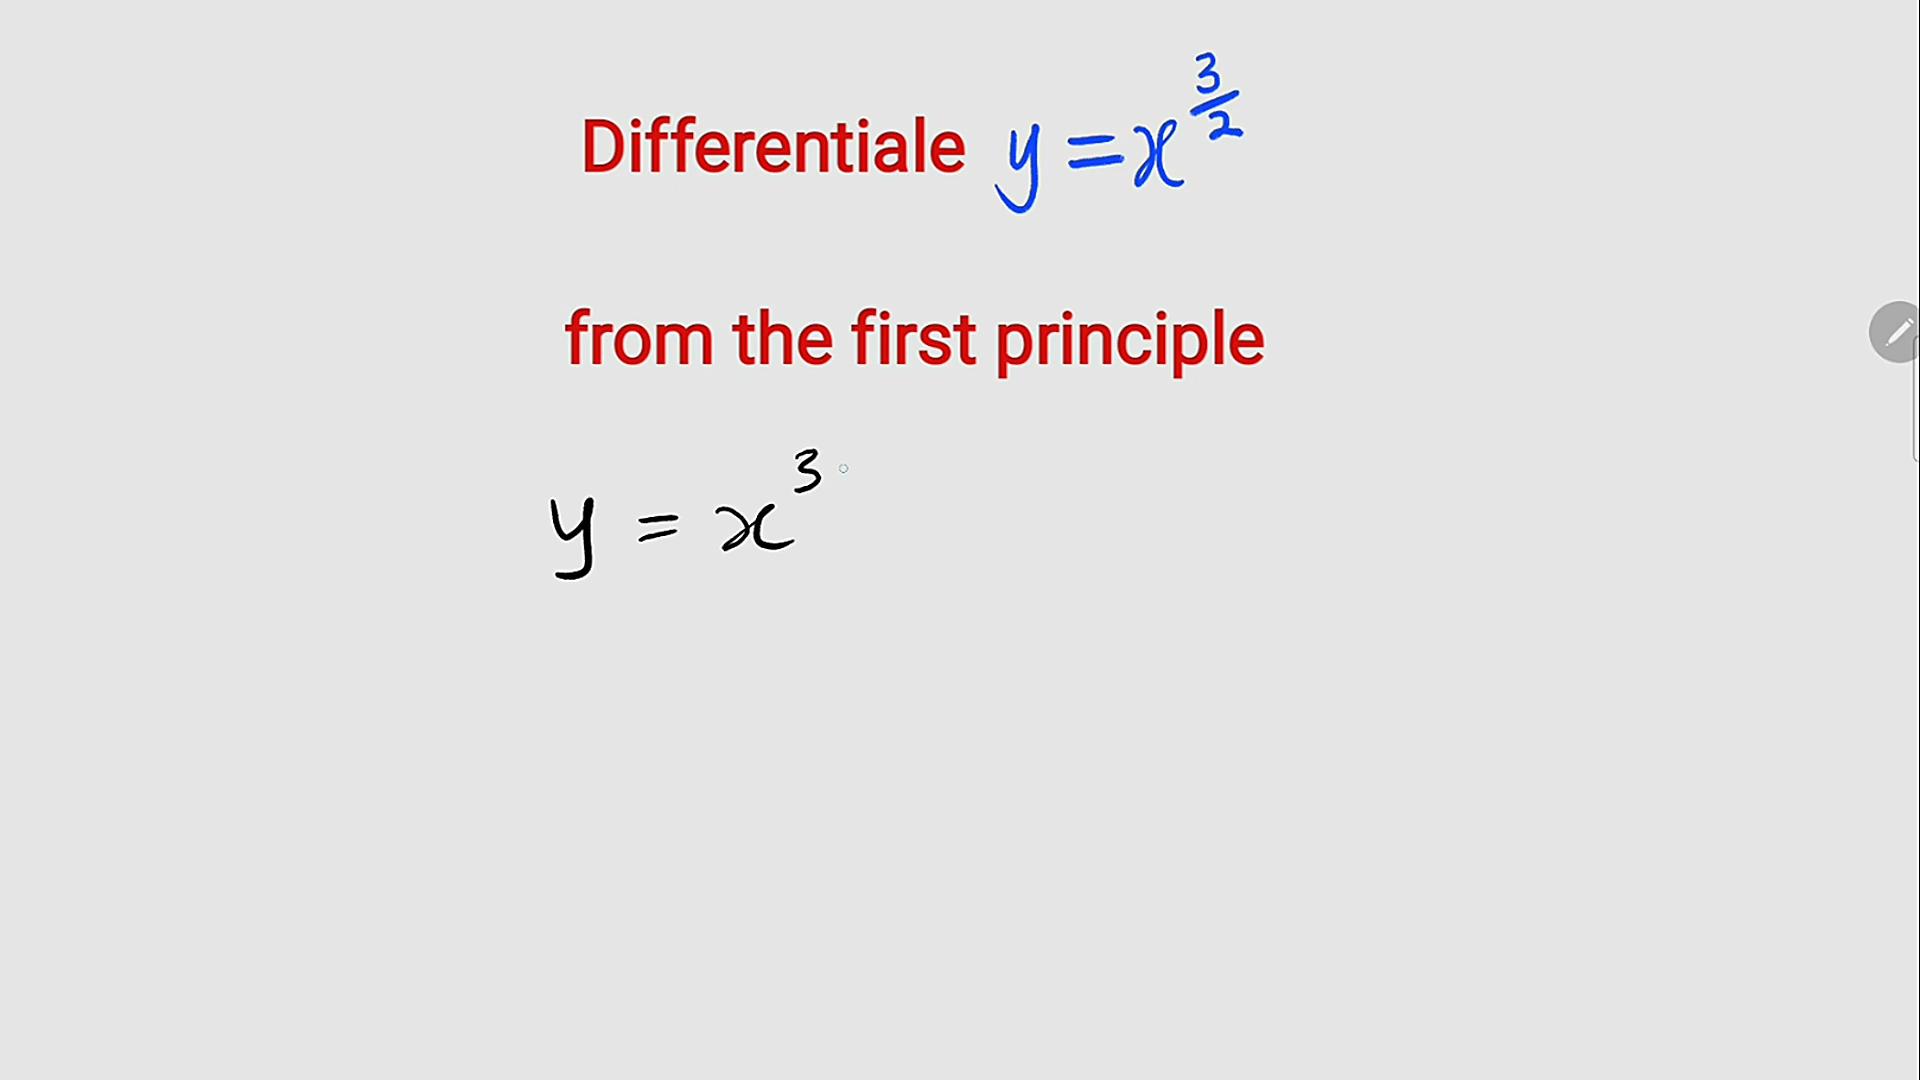 Differentiale y = x^{3/2}
from the first principle
y = x^3